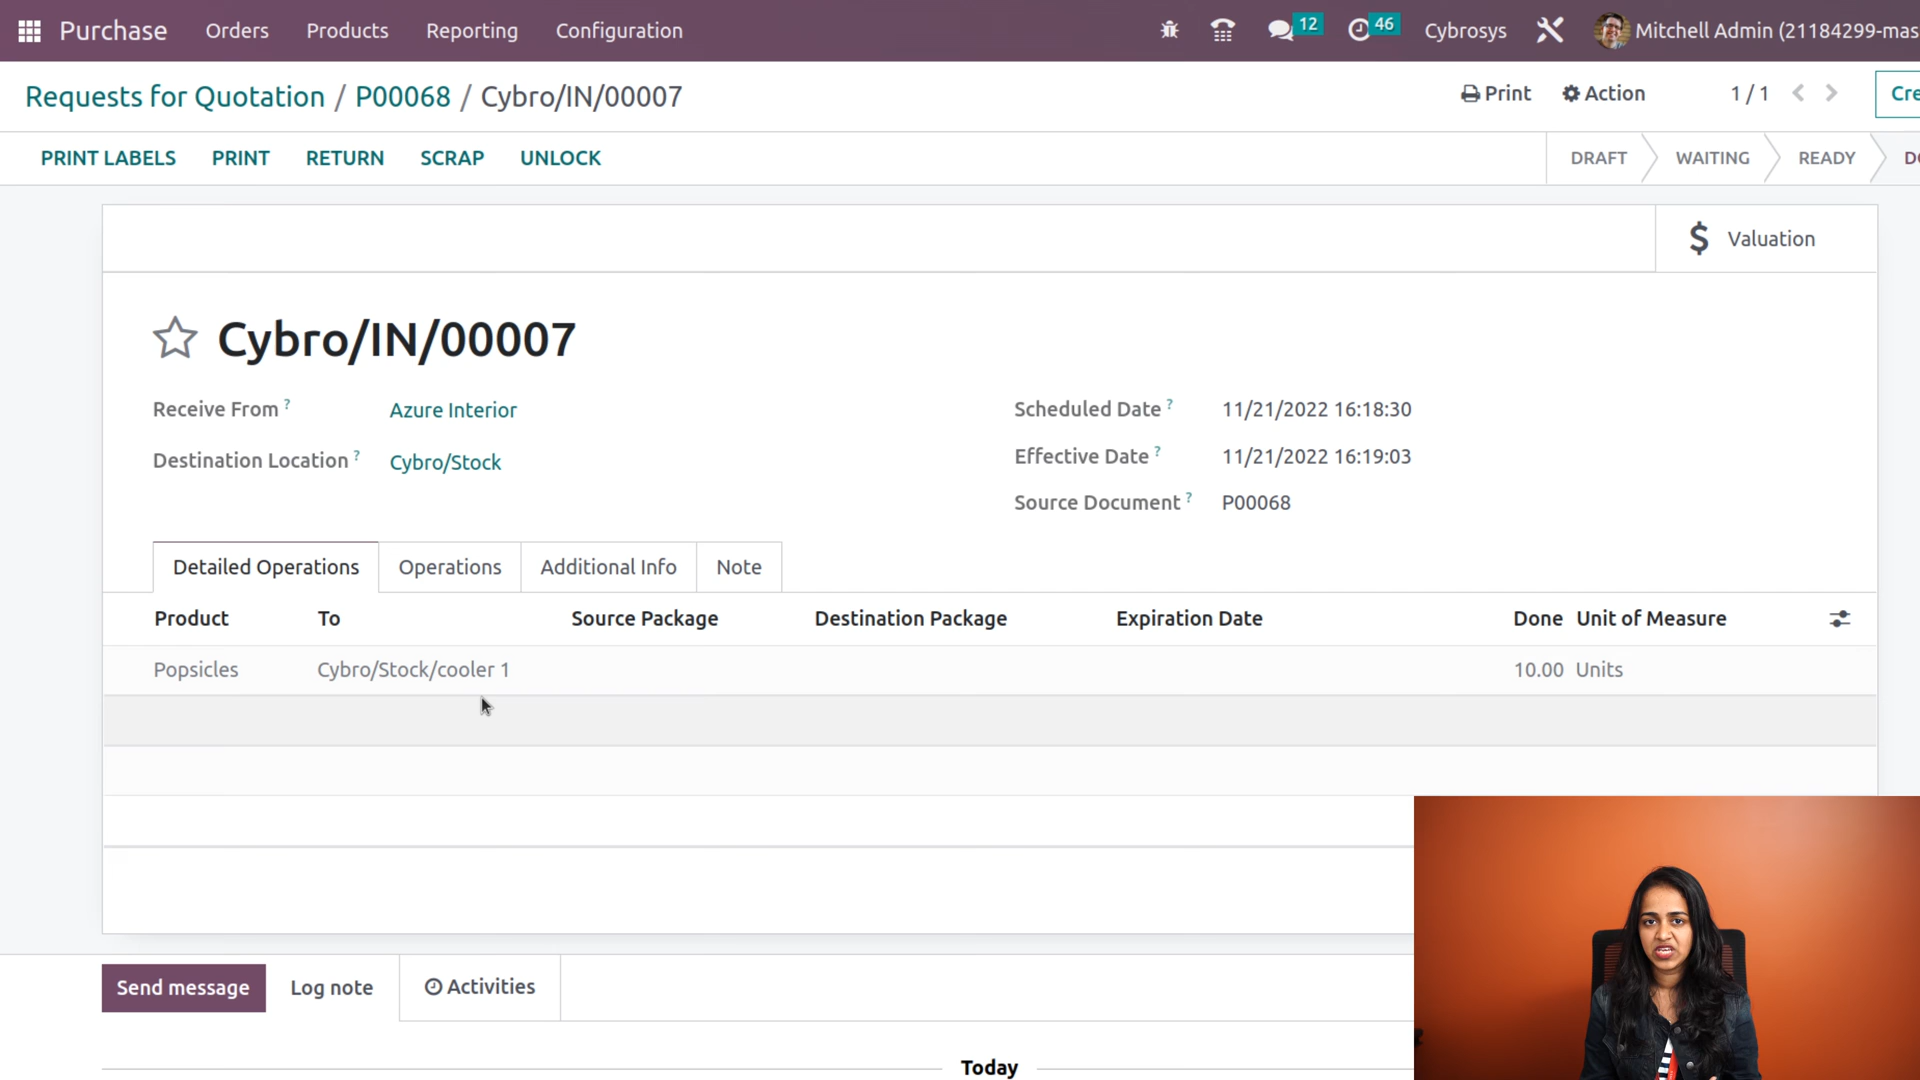 Purchase Orders Products Reporting Configuration 12 46 Cybrosys Mitchell Admin (21184299-mas
Requests for Quotation / P00068 / Cybro/IN/00007 Print Action 1 / 1 Cre
PRINT LABELS PRINT RETURN SCRAP UNLOCK DRAFT WAITING READY DO
$ Valuation
Cybro/IN/00007
Receive From ? Azure Interior Scheduled Date ? 11/21/2022 16:18:30
Destination Location ? Cybro/Stock Effective Date ? 11/21/2022 16:19:03
Source Document ? P00068
Detailed Operations Operations Additional Info Note
Product To Source Package Destination Package Expiration Date Done Unit of Measure
Popsicles Cybro/Stock/cooler 1 10.00 Units
Send message Log note Activities
Today